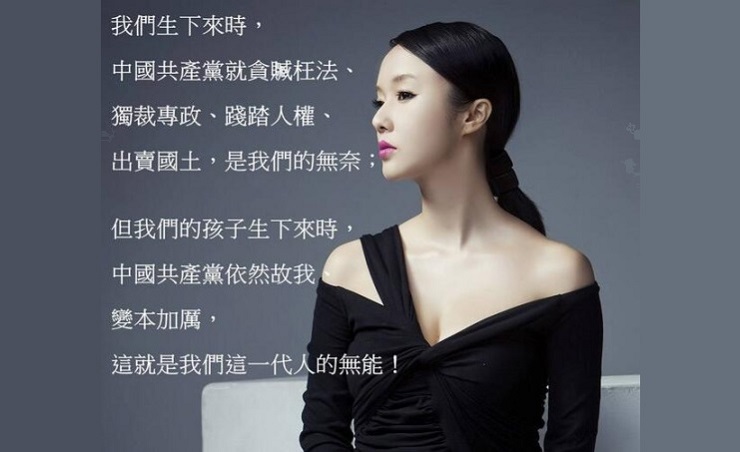 我們生下來時，
中國共產黨就貪贓枉法、
獨裁專政、踐踏人權、
出賣國土，是我們的無奈；
但我們的孩子生下來時，
中國共產黨依然故我、
變本加厲，
這就是我們這一代人的無能！